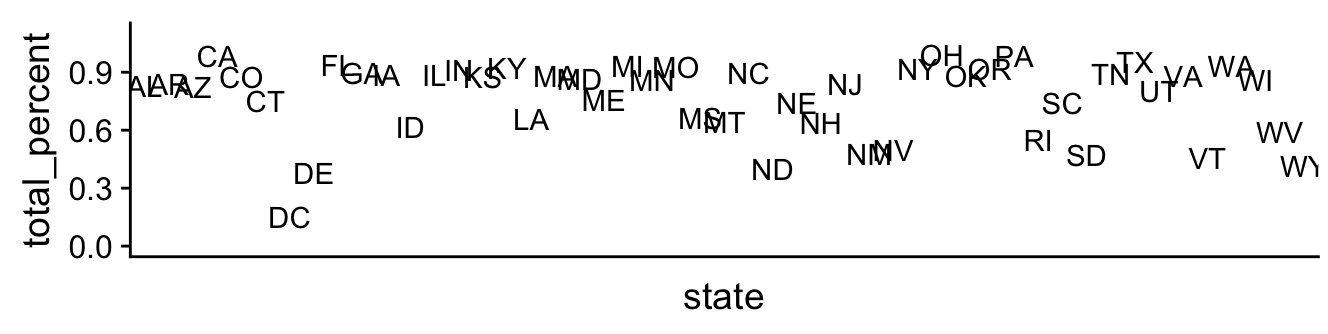 total_percent
0.9
0.6
0.3
0.0
AL
AR
AZ
CA
CO
CT
DC
DE
FL
GA
IA
ID
IL
IN
KS
KY
LA
MA
MD
ME
MI
MN
MO
MS
MT
NC
ND
NE
NH
NJ
NM
NV
NY
OH
OK
OR
PA
RI
SC
SD
TN
TX
UT
VA
VT
WA
WI
WV
WY
state